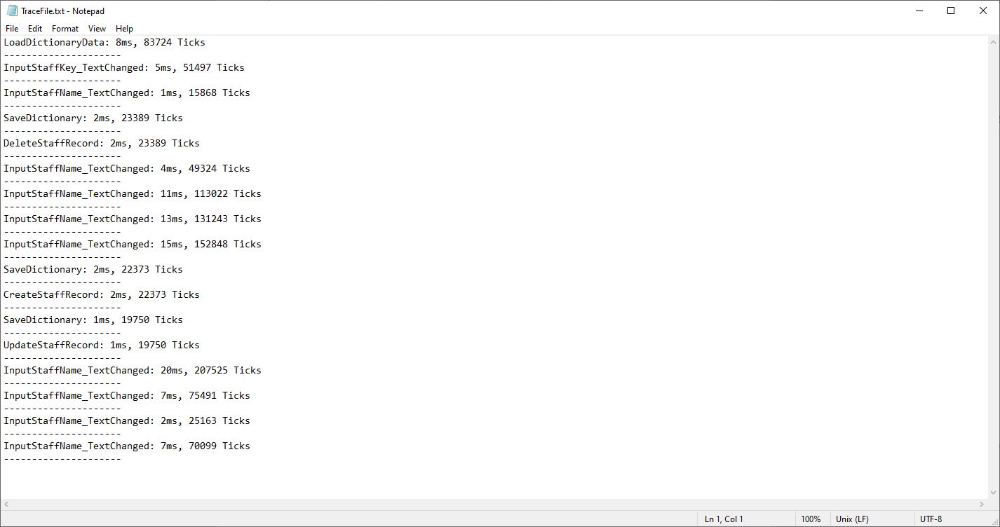 TraceFile.txt - Notepad
File Edit Format View Help
LoadDictionaryData: 8ms, 83724 Ticks
---------------------
InputStaffKey_TextChanged: 5ms, 51497 Ticks
---------------------
InputStaffName_TextChanged: 1ms, 15868 Ticks
---------------------
SaveDictionary: 2ms, 23389 Ticks
---------------------
DeleteStaffRecord: 2ms, 23389 Ticks
---------------------
InputStaffName_TextChanged: 4ms, 49324 Ticks
---------------------
InputStaffName_TextChanged: 11ms, 113022 Ticks
---------------------
InputStaffName_TextChanged: 13ms, 131243 Ticks
---------------------
InputStaffName_TextChanged: 15ms, 152848 Ticks
---------------------
SaveDictionary: 2ms, 22373 Ticks
---------------------
CreateStaffRecord: 2ms, 22373 Ticks
---------------------
SaveDictionary: 1ms, 19750 Ticks
---------------------
UpdateStaffRecord: 1ms, 19750 Ticks
---------------------
InputStaffName_TextChanged: 20ms, 207525 Ticks
---------------------
InputStaffName_TextChanged: 7ms, 75491 Ticks
---------------------
InputStaffName_TextChanged: 2ms, 25163 Ticks
---------------------
InputStaffName_TextChanged: 7ms, 70099 Ticks
---------------------
Ln 1, Col 1 100% Unix (LF) UTF-8